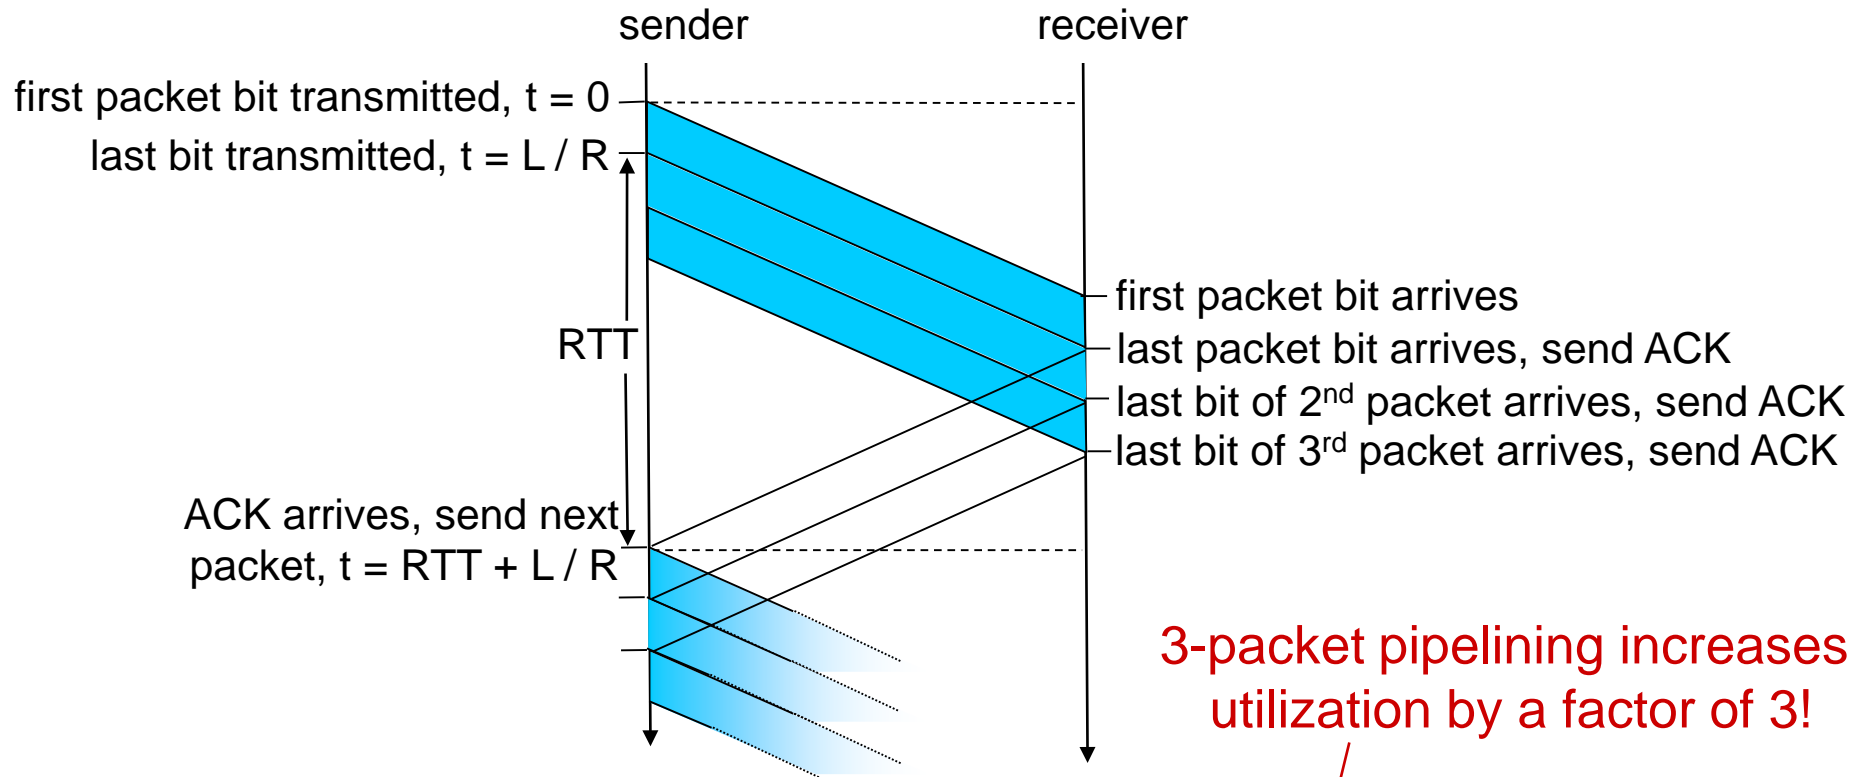 sender
receiver
first packet bit transmitted, t = 0
last bit transmitted, t = L / R
first packet bit arrives
RTT
last packet bit arrives, send ACK
last bit of 2nd packet arrives, send ACK
last bit of 3rd packet arrives, send ACK
ACK arrives, send next
packet, t = RTT + L / R
3-packet pipelining increases
utilization by a factor of 3!